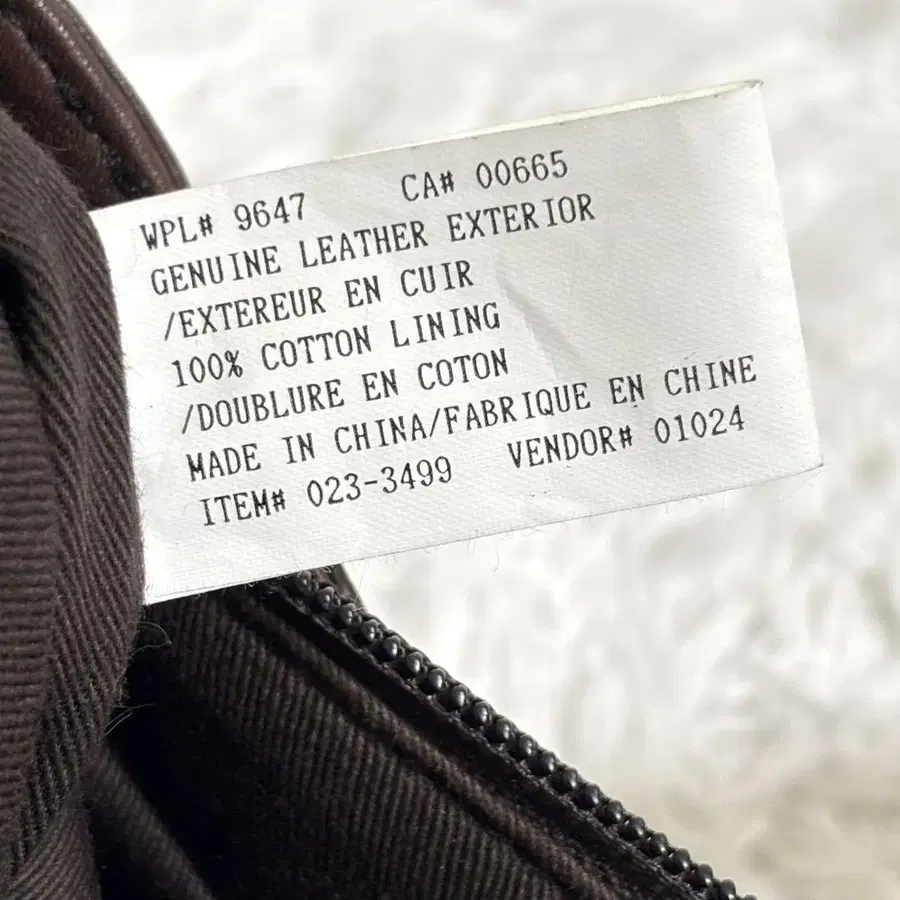 WPL# 9647 CA# 00665
GENUINE LEATHER EXTERIOR
/EXTEREUR EN CUIR
100% COTTON LINING
/DOUBLURE EN COTON
MADE IN CHINA/FABRIQUE EN CHINE
ITEM# 023-3499 VENDOR# 01024